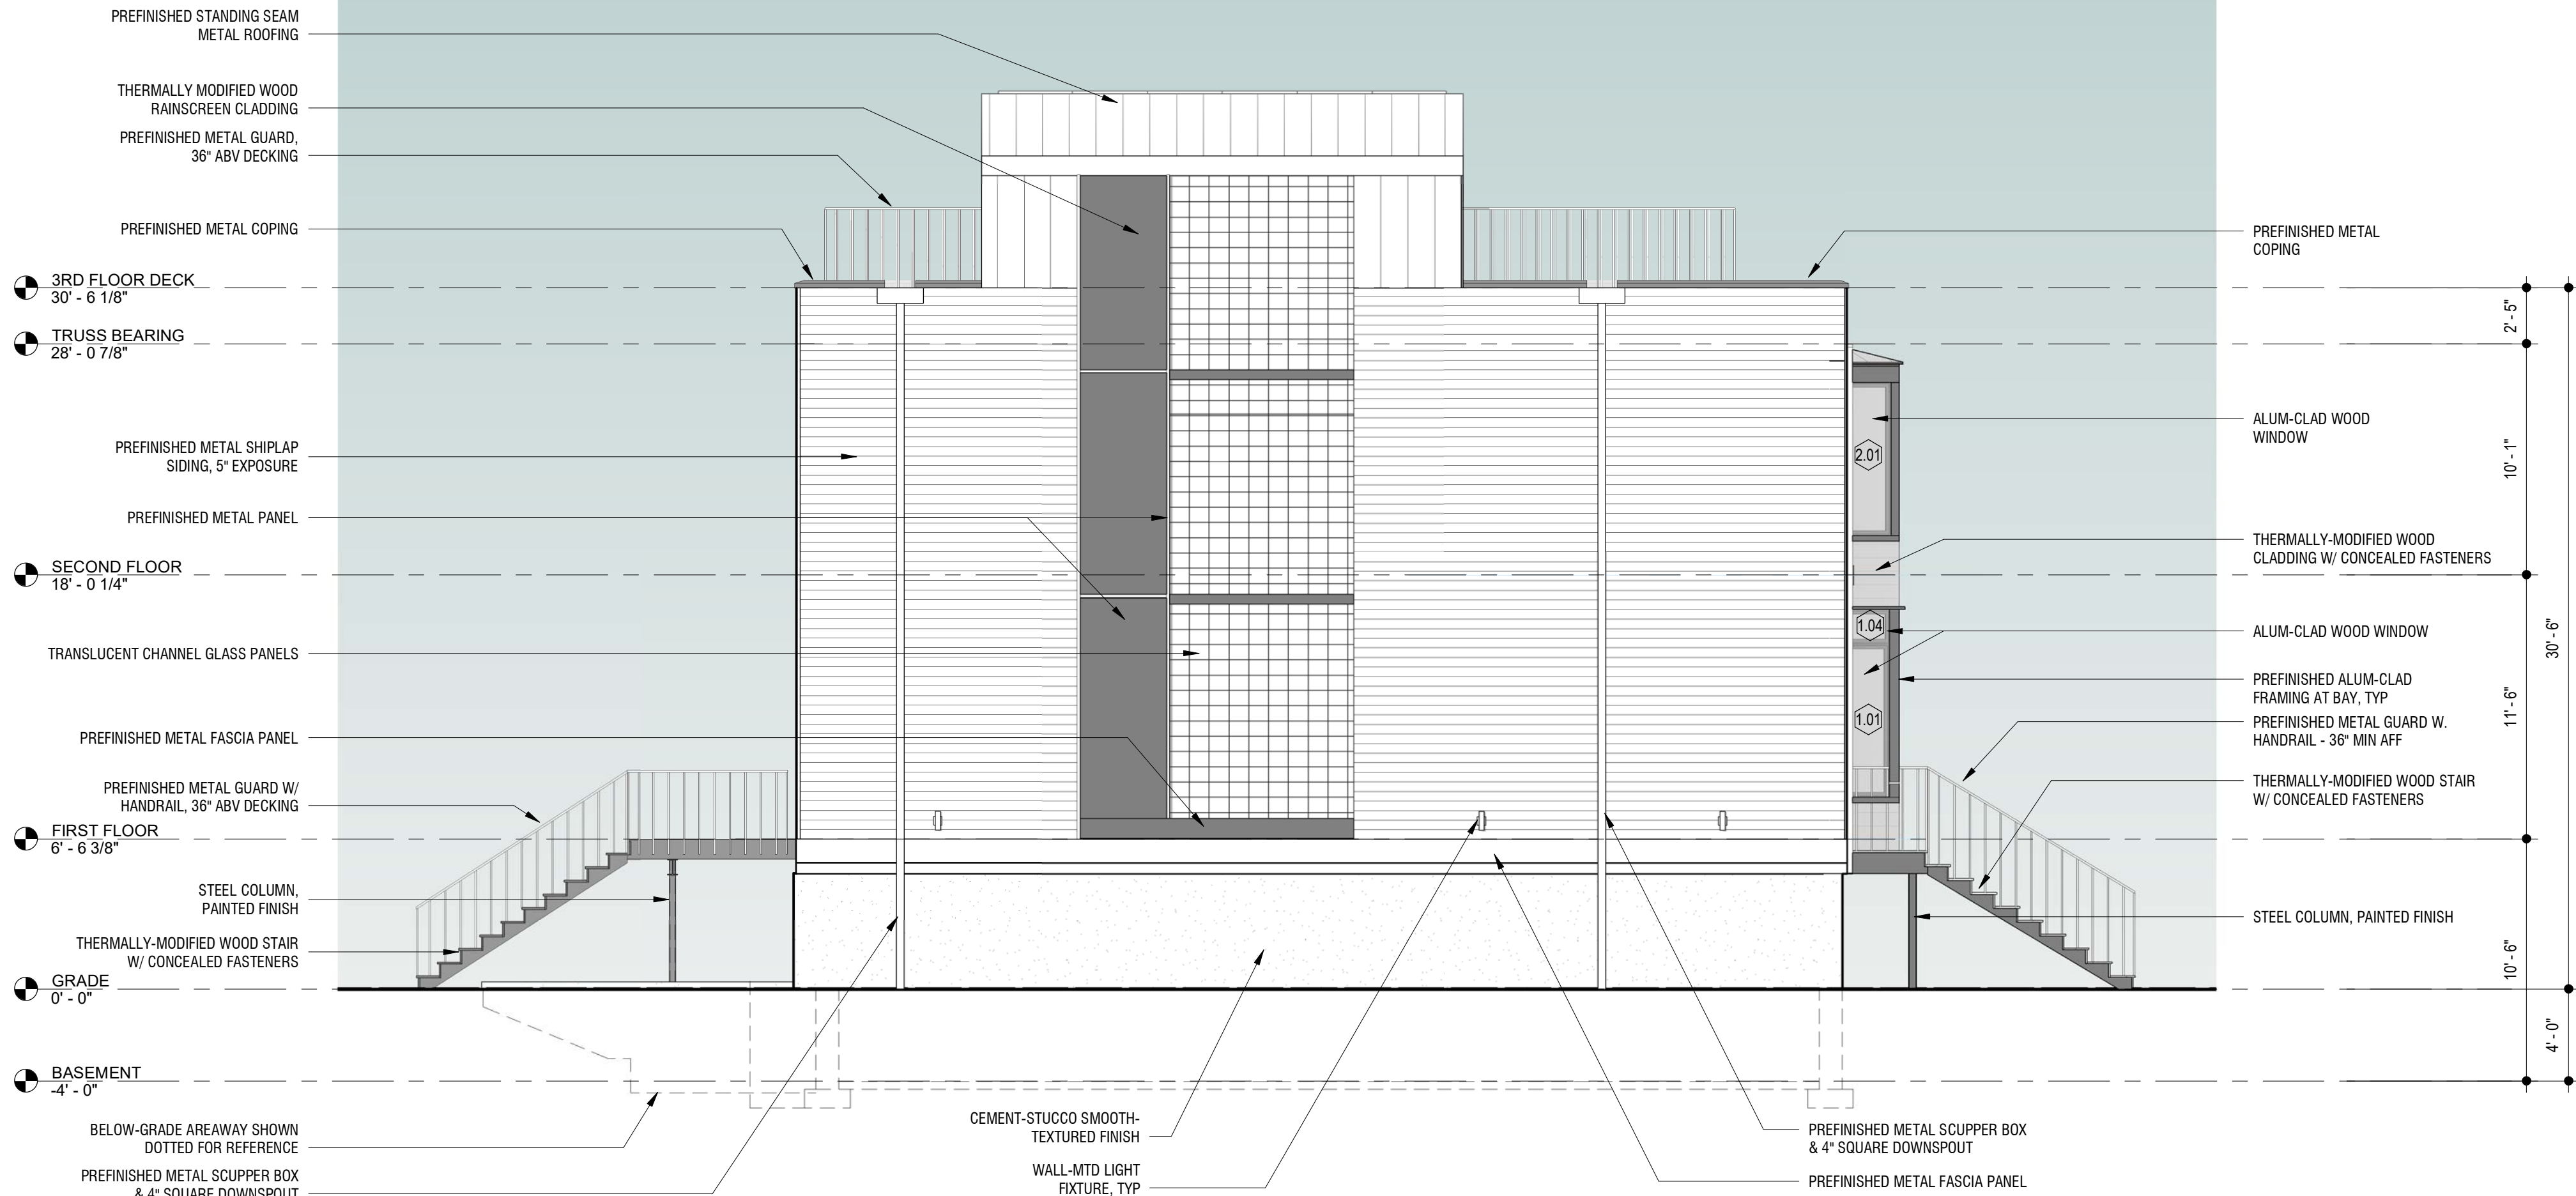 PREFINISHED STANDING SEAM
METAL ROOFING
THERMALLY MODIFIED WOOD
RAINSCREEN CLADDING
PREFINISHED METAL GUARD,
36" ABV DECKING
PREFINISHED METAL COPING
3RD FLOOR DECK
30' - 6 1/8"
TRUSS BEARING
28' - 0 7/8"
PREFINISHED METAL SHIPLAP
SIDING, 5" EXPOSURE
PREFINISHED METAL PANEL
SECOND FLOOR
18' - 0 1/4"
TRANSLUCENT CHANNEL GLASS PANELS
PREFINISHED METAL FASCIA PANEL
PREFINISHED METAL GUARD W/
HANDRAIL, 36" ABV DECKING
FIRST FLOOR
6' - 6 3/8"
STEEL COLUMN,
PAINTED FINISH
THERMALLY-MODIFIED WOOD STAIR
W/ CONCEALED FASTENERS
GRADE
0' - 0"
BASEMENT
-4' - 0"
BELOW-GRADE AREAWAY SHOWN
DOTTED FOR REFERENCE
PREFINISHED METAL SCUPPER BOX
& 4" SQUARE DOWNSPOUT
CEMENT-STUCCO SMOOTH-
TEXTURED FINISH
WALL-MTD LIGHT
FIXTURE, TYP
PREFINISHED METAL SCUPPER BOX
& 4" SQUARE DOWNSPOUT
PREFINISHED METAL FASCIA PANEL
2.01
1.04
1.01
PREFINISHED METAL
COPING
ALUM-CLAD WOOD
WINDOW
THERMALLY-MODIFIED WOOD
CLADDING W/ CONCEALED FASTENERS
ALUM-CLAD WOOD WINDOW
PREFINISHED ALUM-CLAD
FRAMING AT BAY, TYP
PREFINISHED METAL GUARD W.
HANDRAIL - 36" MIN AFF
THERMALLY-MODIFIED WOOD STAIR
W/ CONCEALED FASTENERS
STEEL COLUMN, PAINTED FINISH
2' - 5"
10' - 1"
11' - 6"
10' - 6"
30' - 6"
4' - 0"